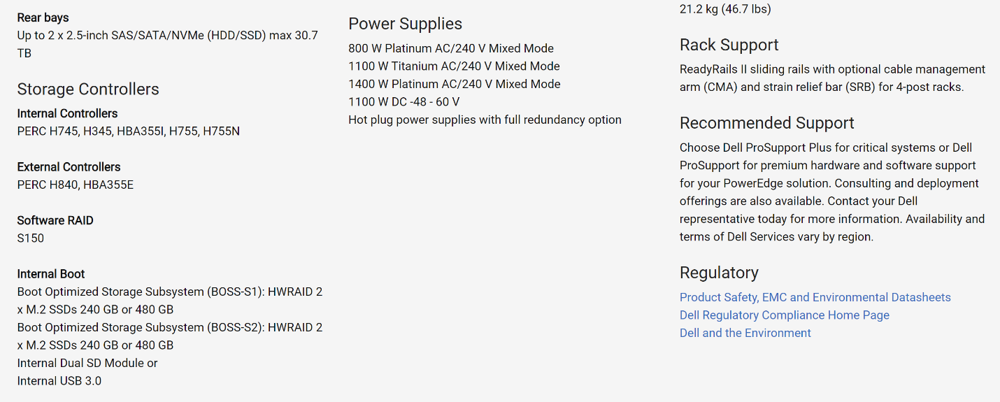 Rear bays
Up to 2 x 2.5-inch SAS/SATA/NVMe (HDD/SSD) max 30.7
TB
Storage Controllers
Internal Controllers
PERC H745, H345, HBA355I, H755, H755N
External Controllers
PERC H840, HBA355E
Software RAID
S150
Internal Boot
Boot Optimized Storage Subsystem (BOSS-S1): HWRAID 2
x M.2 SSDs 240 GB or 480 GB
Boot Optimized Storage Subsystem (BOSS-S2): HWRAID 2
x M.2 SSDs 240 GB or 480 GB
Internal Dual SD Module or
Internal USB 3.0
Power Supplies
800 W Platinum AC/240 V Mixed Mode
1100 W Titanium AC/240 V Mixed Mode
1400 W Platinum AC/240 V Mixed Mode
1100 W DC -48 - 60 V
Hot plug power supplies with full redundancy option
21.2 kg (46.7 lbs)
Rack Support
ReadyRails II sliding rails with optional cable management
arm (CMA) and strain relief bar (SRB) for 4-post racks.
Recommended Support
Choose Dell ProSupport Plus for critical systems or Dell
ProSupport for premium hardware and software support
for your PowerEdge solution. Consulting and deployment
offerings are also available. Contact your Dell
representative today for more information. Availability and
terms of Dell Services vary by region.
Regulatory
Product Safety, EMC and Environmental Datasheets
Dell Regulatory Compliance Home Page
Dell and the Environment